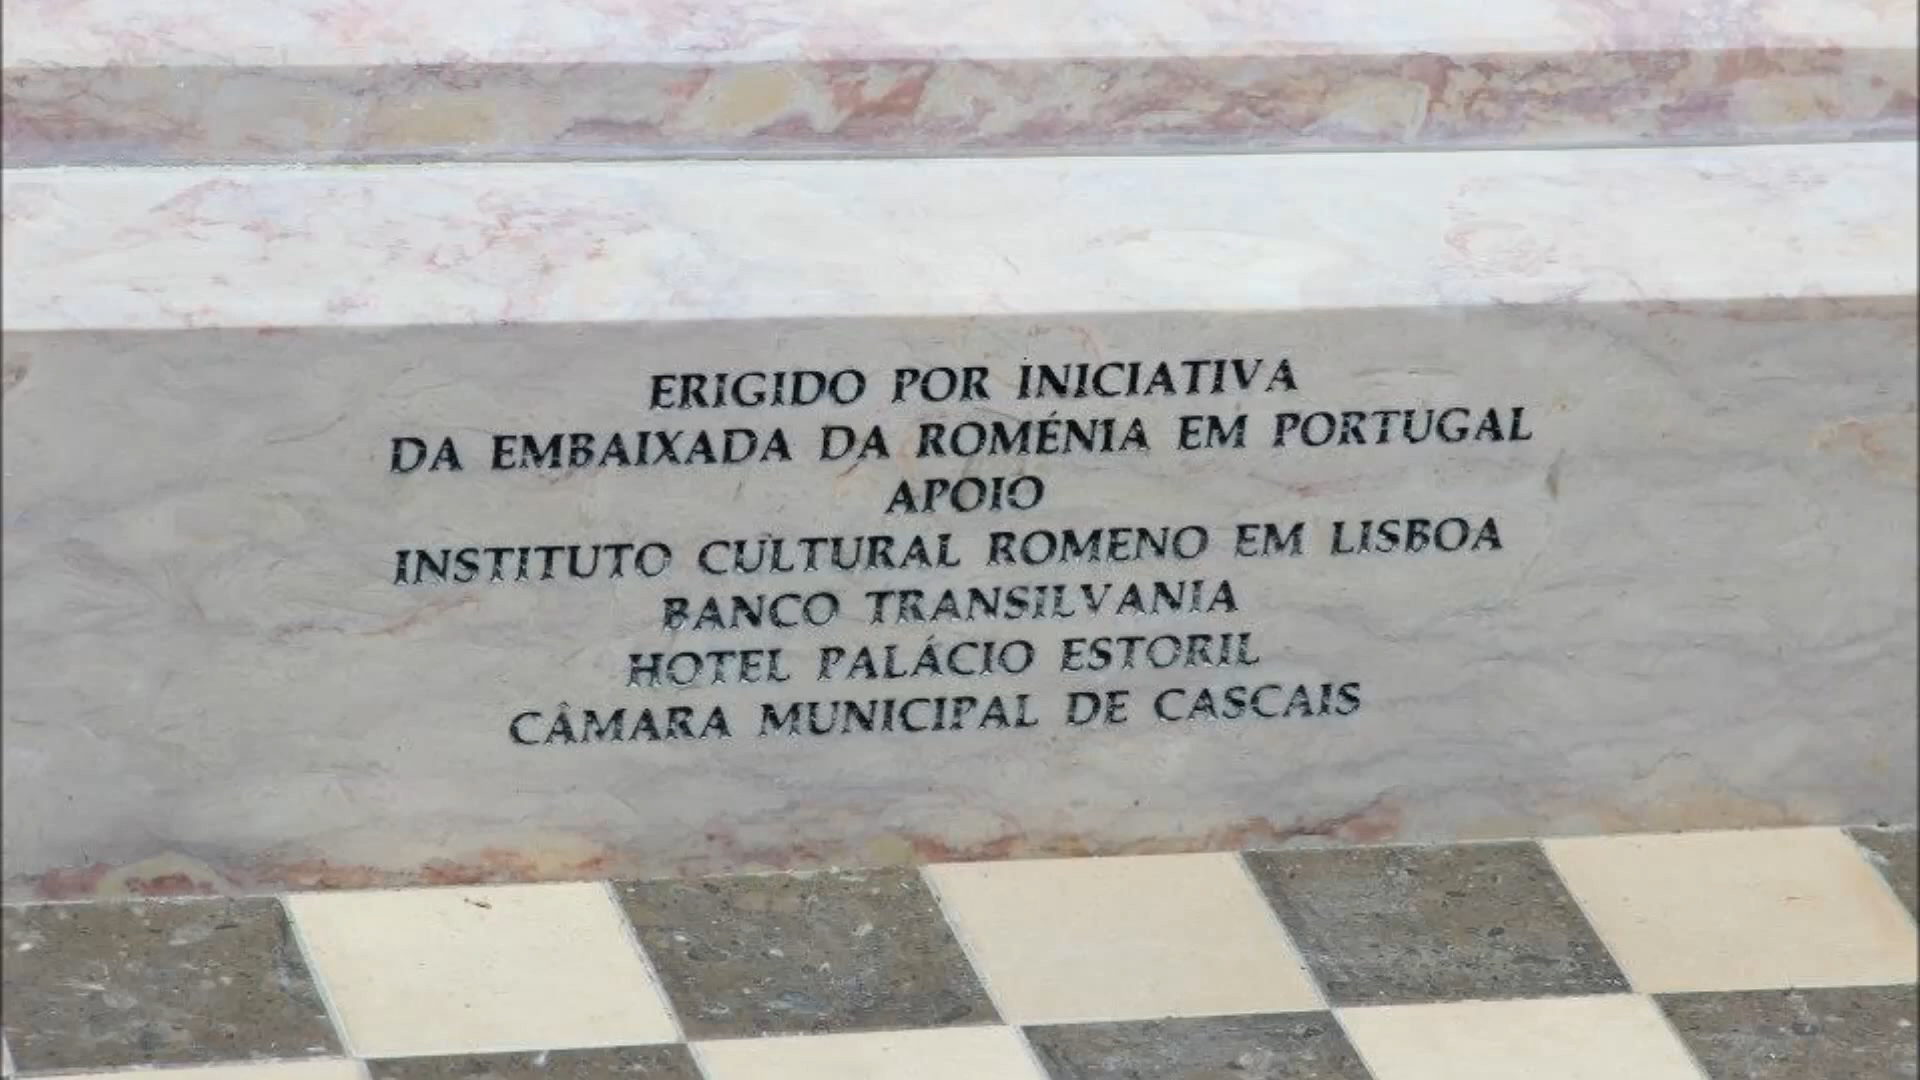 ERIGIDO POR INICIATIVA
DA EMBAIXADA DA ROMÉNIA EM PORTUGAL
APOIO
INSTITUTO CULTURAL ROMENO EM LISBOA
BANCO TRANSILVANIA
HOTEL PALÁCIO ESTORIL
CÂMARA MUNICIPAL DE CASCAIS